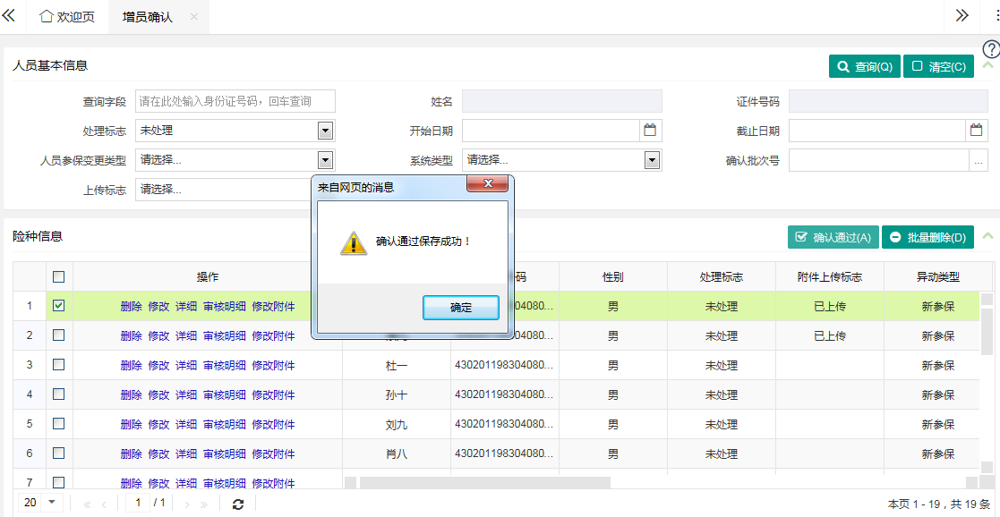 欢迎页 增员确认
人员基本信息 查询(Q) 清空(C)
查询字段 请在此处输入身份证号码，回车查询 姓名 证件号码
处理标志 未处理 开始日期 截止日期
人员参保变更类型 请选择... 系统类型 请选择... 确认批次号 ...
上传标志 请选择...
来自网页的消息
确认通过保存成功！
确定
险种信息 确认通过(A) 批量删除(D)
操作 码 性别 处理标志 附件上传标志 异动类型
1 删除 修改 详细 审核明细 修改附件 04080... 男 未处理 已上传 新参保
2 删除 修改 详细 审核明细 修改附件 04080... 男 未处理 已上传 新参保
3 删除 修改 详细 审核明细 修改附件 杜一 430201198304080... 男 未处理 新参保
4 删除 修改 详细 审核明细 修改附件 孙十 430201198304080... 男 未处理 新参保
5 删除 修改 详细 审核明细 修改附件 刘九 430201198304080... 男 未处理 新参保
6 删除 修改 详细 审核明细 修改附件 肖八 430201198304080... 男 未处理 新参保
7 删除 修改 详细 审核明细 修改附件
20 1 / 1 本页 1 - 19，共 19 条